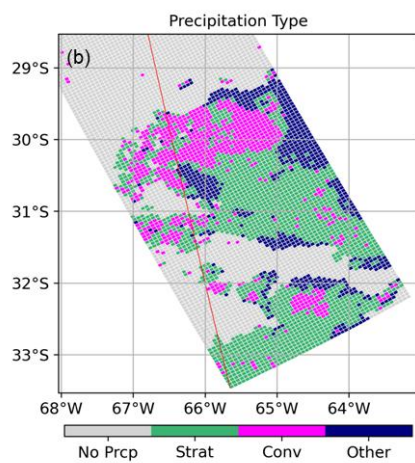 Precipitation Type
(b)
29°S
30°S
31°S
32°S
33°S
68°W 67°W 66°W 65°W 64°W
No Prcp Strat Conv Other